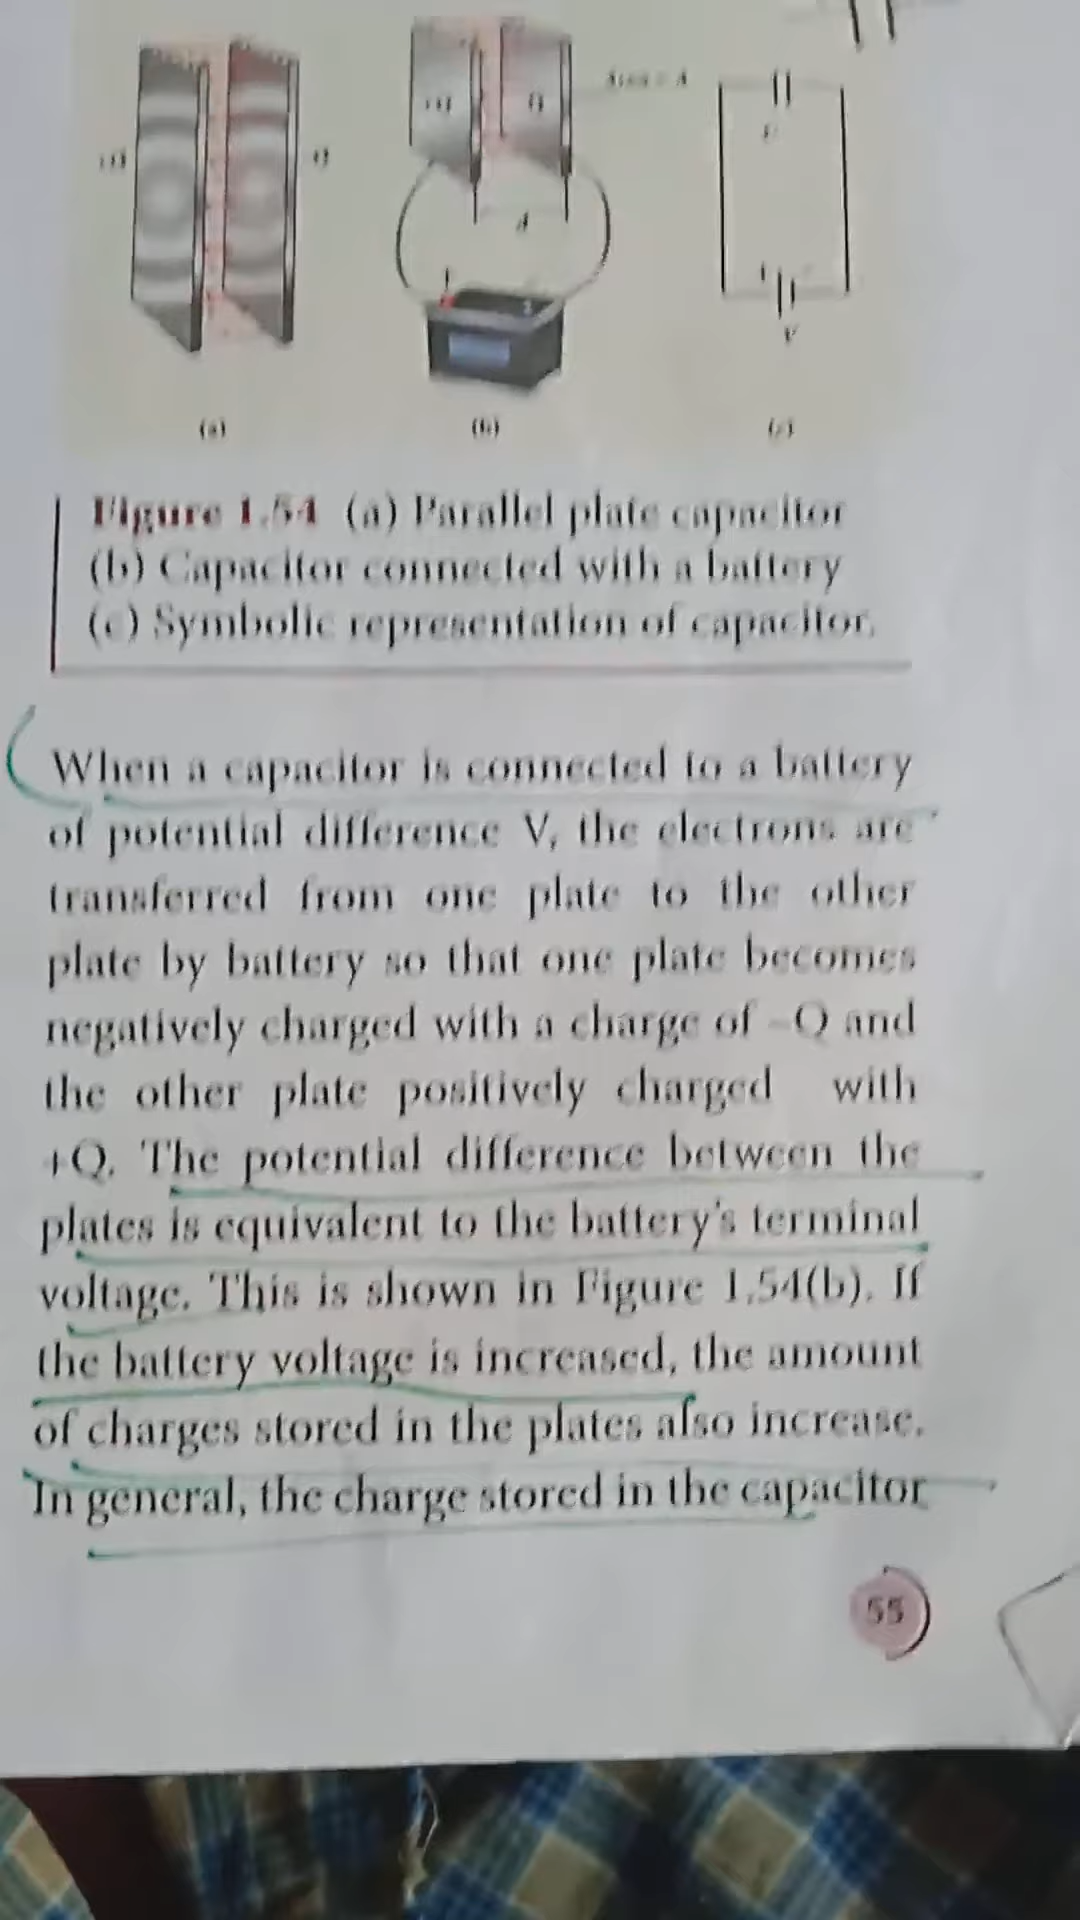 Area = A
d
V
(a)
(b)
(c)
Figure 1.54 (a) Parallel plate capacitor
(b) Capacitor connected with a battery
(c) Symbolic representation of capacitor.
When a capacitor is connected to a battery
of potential difference V, the electrons are
transferred from one plate to the other
plate by battery so that one plate becomes
negatively charged with a charge of –Q and
the other plate positively charged with
+Q. The potential difference between the
plates is equivalent to the battery's terminal
voltage. This is shown in Figure 1.54(b). If
the battery voltage is increased, the amount
of charges stored in the plates also increase.
In general, the charge stored in the capacitor
55